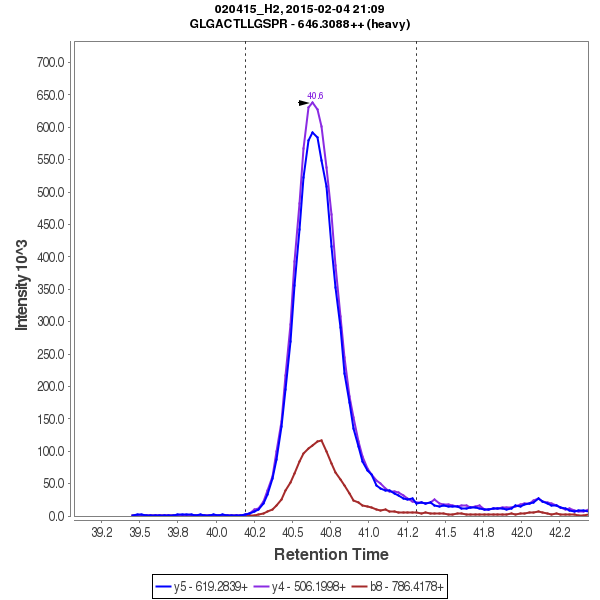 020415_H2, 2015-02-04 21:09
GLGACTLLGSPR - 646.3088++ (heavy)
700.0
650.0
600.0
550.0
500.0
450.0
400.0
350.0
300.0
250.0
200.0
150.0
100.0
50.0
0.0
Intensity 10^3
40.6
39.2 39.5 39.8 40.0 40.2 40.5 40.8 41.0 41.2 41.5 41.8 42.0 42.2
Retention Time
y5 - 619.2839+ y4 - 506.1998+ b8 - 786.4178+